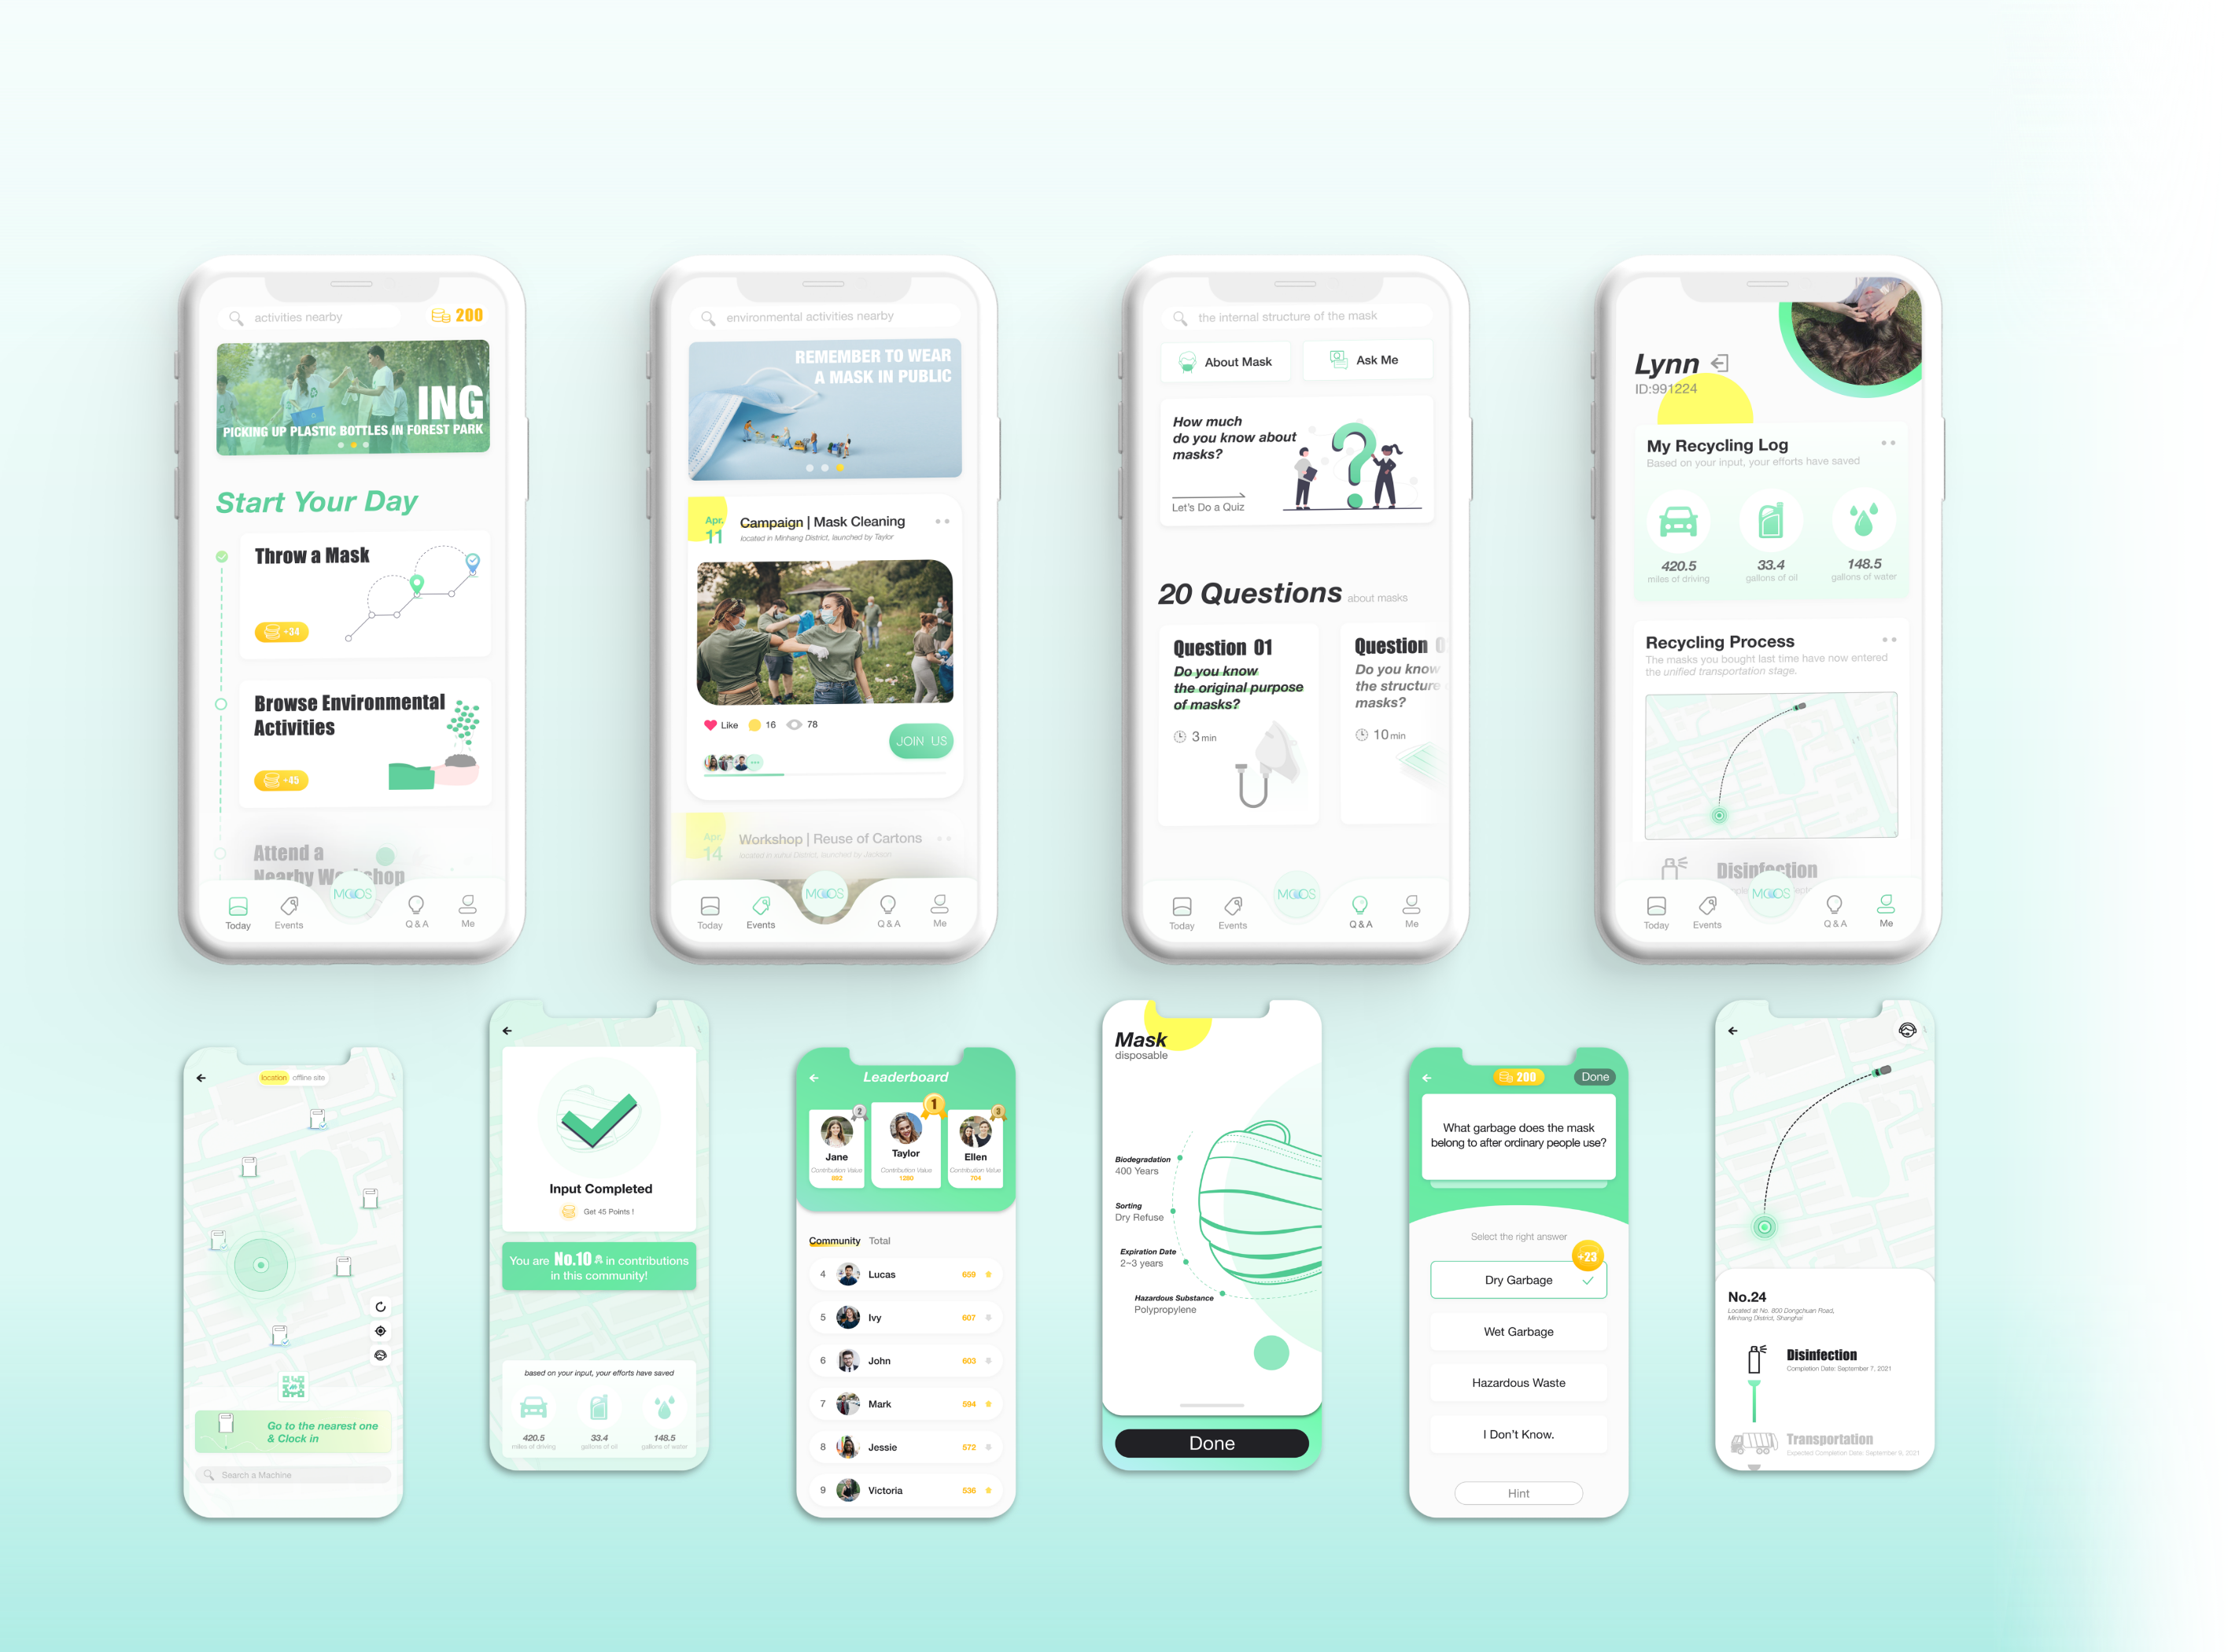 activities nearby
200
ING
PICKING UP PLASTIC BOTTLES IN FOREST PARK
Start Your Day
Throw a Mask
+34
Browse Environmental
Activities
+45
Attend a
Nearby Workshop
MOOS
Today
Events
Q & A
Me
environmental activities nearby
REMEMBER TO WEAR
A MASK IN PUBLIC
Apr.
11
Campaign | Mask Cleaning
located in Minhang District, launched by Taylor
Like
16
78
JOIN US
Apr.
14
Workshop | Reuse of Cartons
District, launched by Jackson
MOOS
Today
Events
Q & A
Me
the internal structure of the mask
About Mask
Ask Me
How much
do you know about
masks?
Let's Do a Quiz
20 Questions about masks
Question 01
Do you know
the original purpose
of masks?
3 min
Question 0
Do you know
the structure
masks?
10 min
MOOS
Today
Events
Q & A
Me
Lynn
ID:991224
My Recycling Log
Based on your input, your efforts have saved
420.5
miles of driving
33.4
gallons of oil
148.5
gallons of water
Recycling Process
The masks you bought last time have now entered
the unified transportation stage.
Disinfection
MOOS
Today
Events
Q & A
Me
location
offline site
Go to the nearest one
& Clock in
Search a Machine
Input Completed
Get 45 Points !
You are No.10 in contributions
in this community!
based on your input, your efforts have saved
420.5
miles of driving
33.4
gallons of oil
148.5
gallons of water
Leaderboard
2
Jane
Contribution Value
882
1
Taylor
Contribution Value
1280
3
Ellen
Contribution Value
704
Community
Total
4 Lucas 659
5 Ivy 607
6 John 603
7 Mark 594
8 Jessie 572
9 Victoria 536
Mask
disposable
Biodegradation
400 Years
Sorting
Dry Refuse
Expiration Date
2~3 years
Hazardous Substance
Polypropylene
Done
200
Done
What garbage does the mask
belong to after ordinary people use?
Select the right answer
+23
Dry Garbage
Wet Garbage
Hazardous Waste
I Don't Know.
Hint
No.24
Located at No. 800 Dongchuan Road,
Minhang District, Shanghai
Disinfection
Completion Date: September 7, 2021
Transportation
Expected Completion Date: September 9, 2021